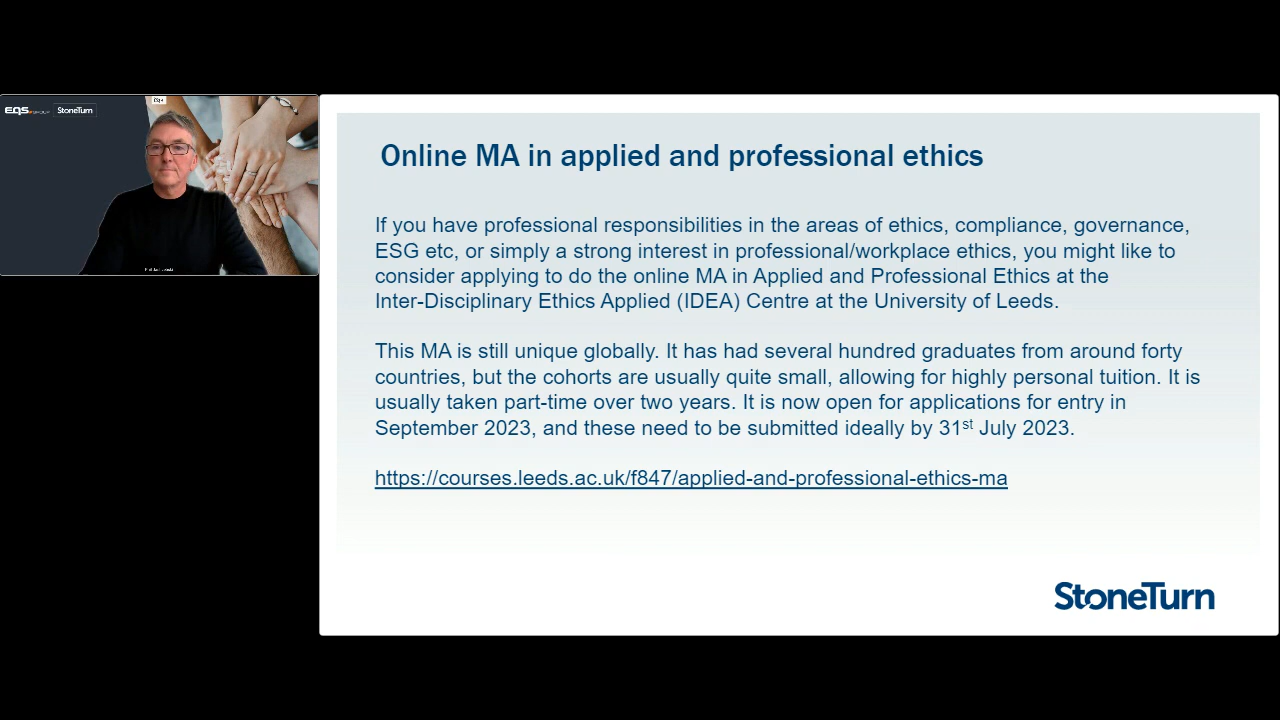 EQS
StoneTurn
Online MA in applied and professional ethics
If you have professional responsibilities in the areas of ethics, compliance, governance,
ESG etc, or simply a strong interest in professional/workplace ethics, you might like to
consider applying to do the online MA in Applied and Professional Ethics at the
Inter-Disciplinary Ethics Applied (IDEA) Centre at the University of Leeds.
This MA is still unique globally. It has had several hundred graduates from around forty
countries, but the cohorts are usually quite small, allowing for highly personal tuition. It is
usually taken part-time over two years. It is now open for applications for entry in
September 2023, and these need to be submitted ideally by 31st July 2023.
https://courses.leeds.ac.uk/f847/applied-and-professional-ethics-ma
StoneTurn